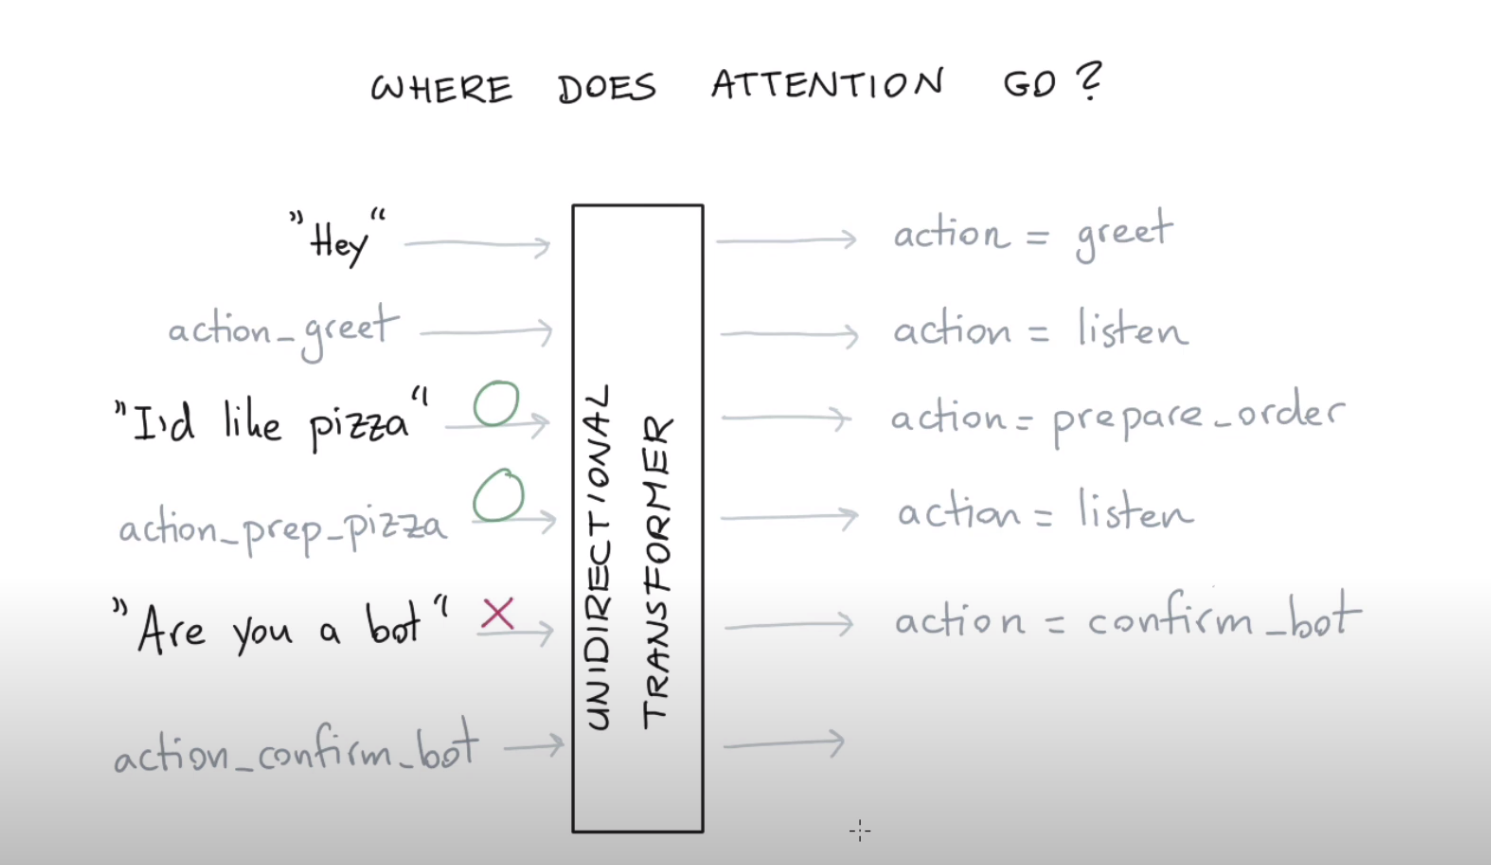 WHERE DOES ATTENTION GO?
"Hey"
action = greet
action_greet
action = listen
"I'd like pizza"
action = prepare_order
action_prep_pizza
action = listen
"Are you a bot"
action = confirm_bot
action_confirm_bot
UNIDIRECTIONAL
TRANSFORMER